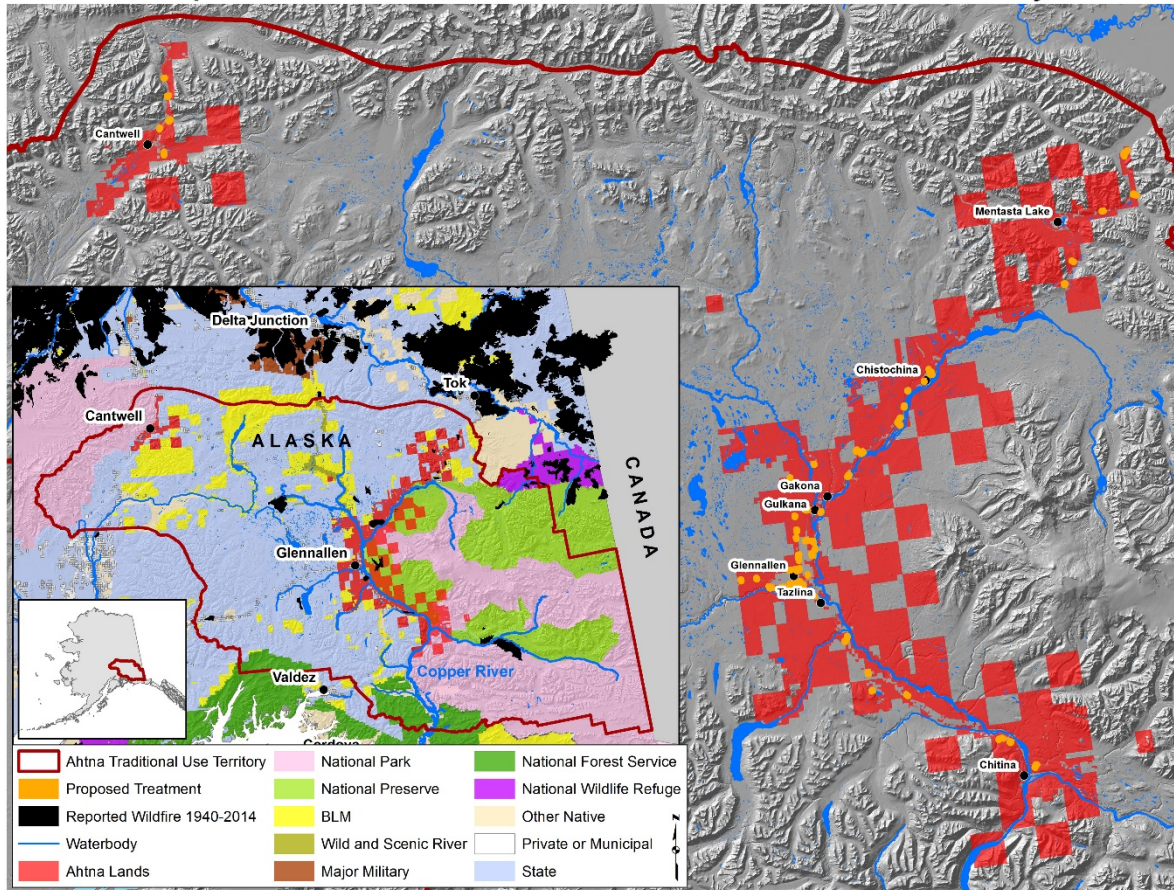 Cantwell
Mentasta Lake
Chistochina
Gakona
Gulkana
Glennallen
Tazlina
Chitina
Delta Junction
Tok
Cantwell
ALASKA
CANADA
Glennallen
Copper River
Valdez
Ahtna Traditional Use Territory
Proposed Treatment
Reported Wildfire 1940-2014
Waterbody
Ahtna Lands
National Park
National Preserve
BLM
Wild and Scenic River
Major Military
National Forest Service
National Wildlife Refuge
Other Native
Private or Municipal
State
N